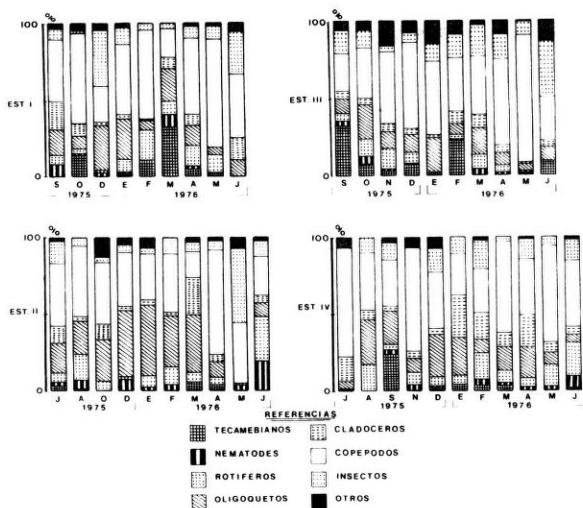 %
100
EST. I
0
S O D E F M A M J
1975 1976
%
100
EST. III
0
S O N D E F M A M J
1975 1976
%
100
EST. II
0
J A O D E F M A M J
1975 1976
%
100
EST. IV
0
J A S N D E F M A M J
1975 1976
REFERENCIAS
TECAMEBIANOS
CLADOCEROS
NEMATODES
COPEPODOS
ROTIFEROS
INSECTOS
OLIGOQUETOS
OTROS